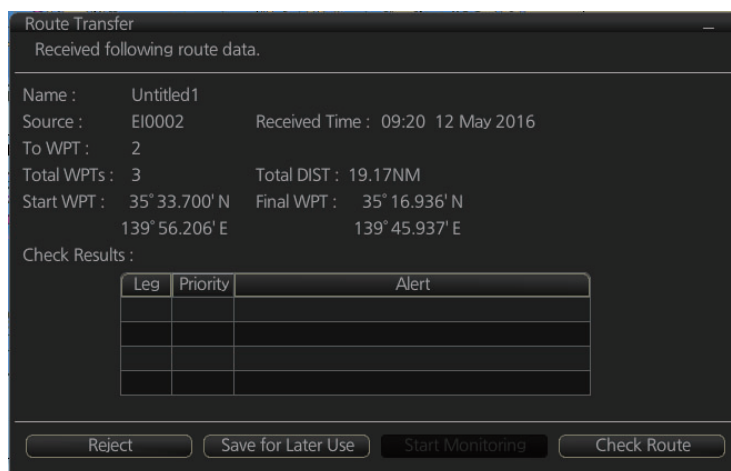 Route Transfer
Received following route data.
Name : Untitled1
Source : EI0002 Received Time : 09:20 12 May 2016
To WPT : 2
Total WPTs : 3 Total DIST : 19.17NM
Start WPT : 35°33.700' N Final WPT : 35°16.936' N
139°56.206' E 139°45.937' E
Check Results :
Leg Priority Alert
Reject Save for Later Use Start Monitoring Check Route